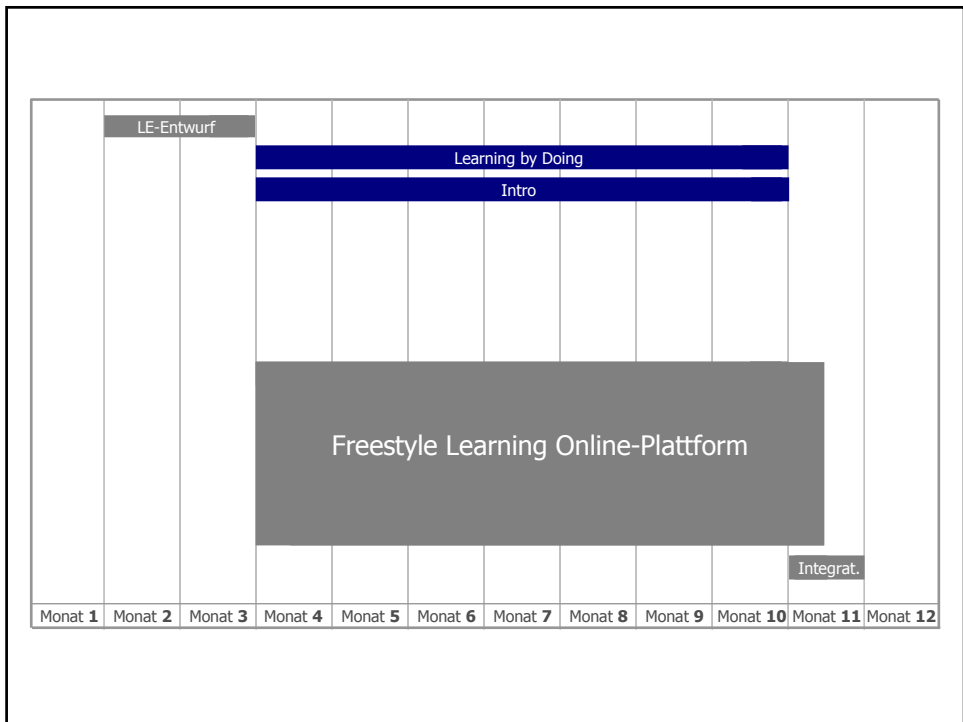 LE-Entwurf
Learning by Doing
Intro
Freestyle Learning Online-Plattform
Integrat.
Monat 1 Monat 2 Monat 3 Monat 4 Monat 5 Monat 6 Monat 7 Monat 8 Monat 9 Monat 10 Monat 11 Monat 12